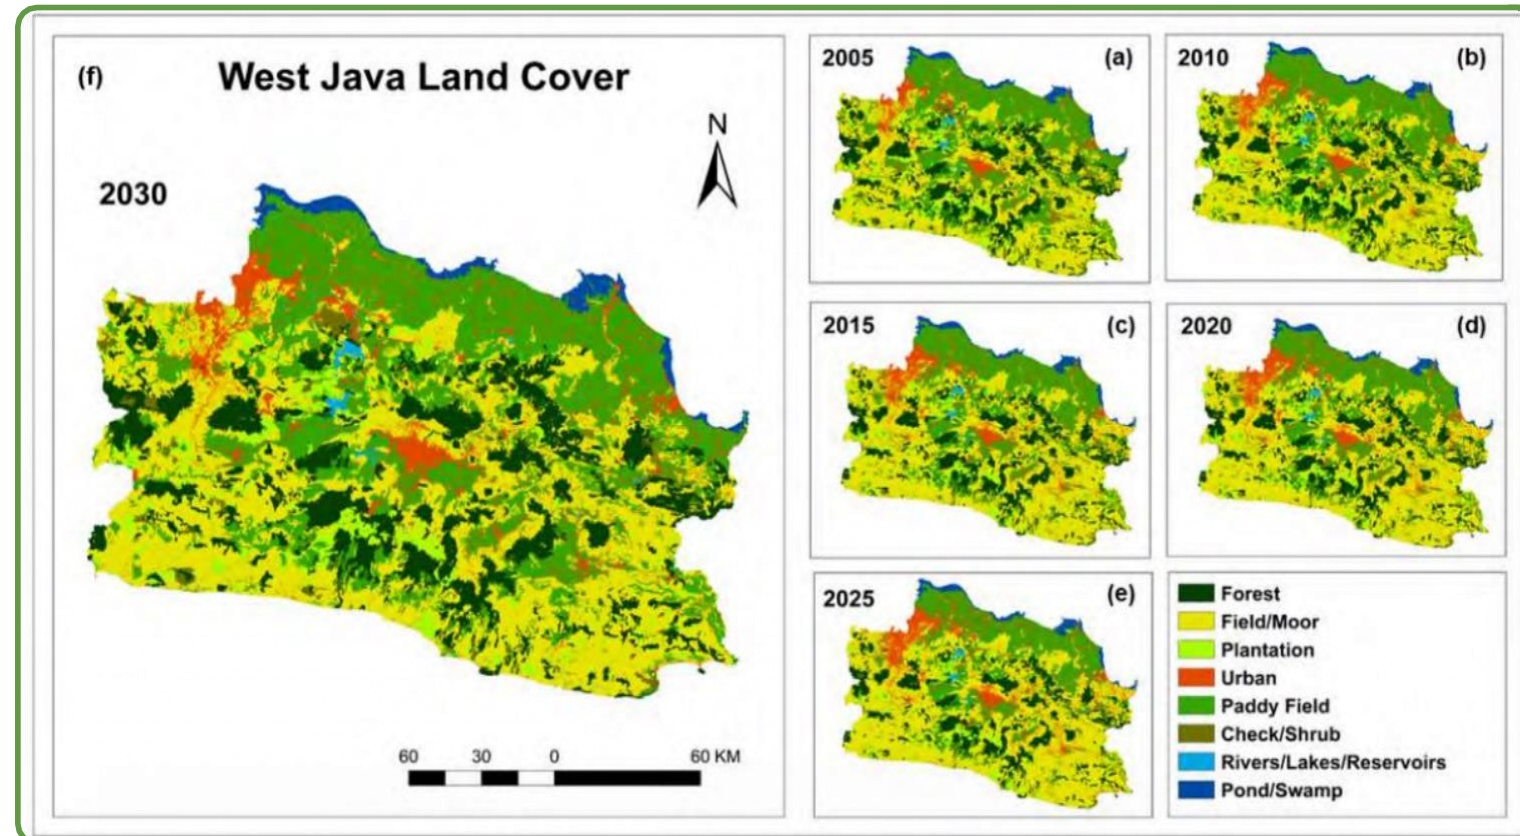 (f) West Java Land Cover
N
2030
60 30 0 60 KM
2005 (a)
2010 (b)
2015 (c)
2020 (d)
2025 (e)
Forest
Field/Moor
Plantation
Urban
Paddy Field
Check/Shrub
Rivers/Lakes/Reservoirs
Pond/Swamp